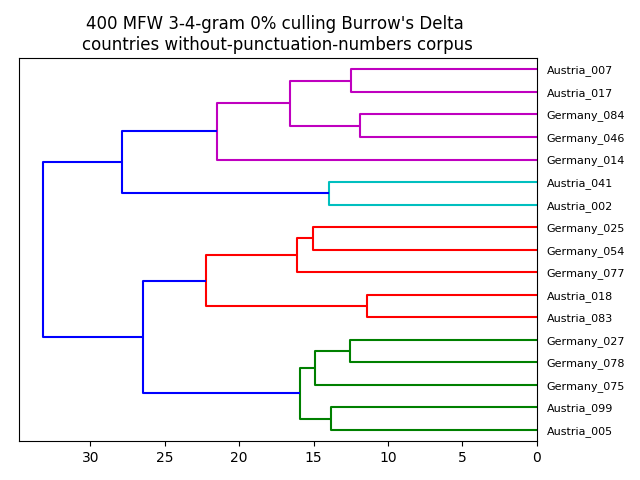 400 MFW 3-4-gram 0% culling Burrow's Delta
countries without-punctuation-numbers corpus
Austria_007
Austria_017
Germany_084
Germany_046
Germany_014
Austria_041
Austria_002
Germany_025
Germany_054
Germany_077
Austria_018
Austria_083
Germany_027
Germany_078
Germany_075
Austria_099
Austria_005
30 25 20 15 10 5 0